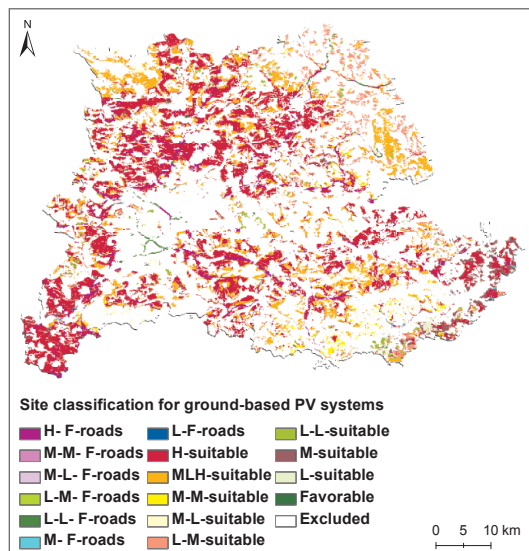 N
Site classification for ground-based PV systems
H- F-roads L-F-roads L-L-suitable
M-M- F-roads H-suitable M-suitable
M-L- F-roads MLH-suitable L-suitable
L-M- F-roads M-M-suitable Favorable
L-L- F-roads M-L-suitable Excluded
M- F-roads L-M-suitable
0 5 10 km